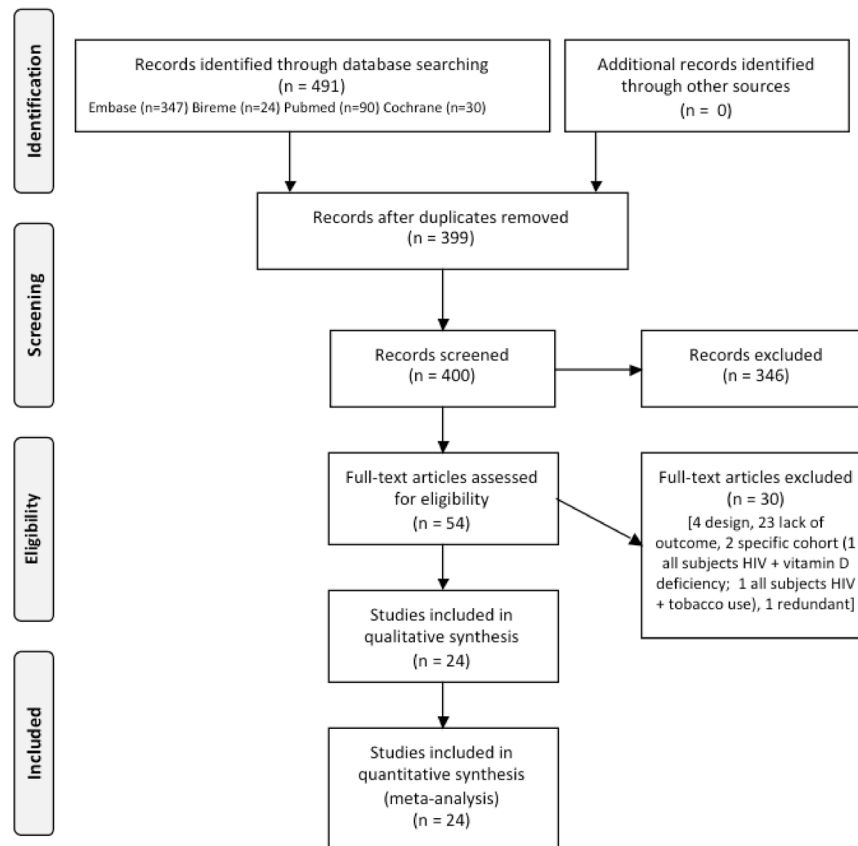 Identification
Records identified through database searching
(n = 491)
Embase (n=347) Bireme (n=24) Pubmed (n=90) Cochrane (n=30)
Additional records identified
through other sources
(n = 0)
Records after duplicates removed
(n = 399)
Screening
Records screened
(n = 400)
Records excluded
(n = 346)
Eligibility
Full-text articles assessed
for eligibility
(n = 54)
Full-text articles excluded
(n = 30)
[4 design, 23 lack of
outcome, 2 specific cohort (1
all subjects HIV + vitamin D
deficiency; 1 all subjects HIV
+ tobacco use), 1 redundant]
Studies included in
qualitative synthesis
(n = 24)
Included
Studies included in
quantitative synthesis
(meta-analysis)
(n = 24)